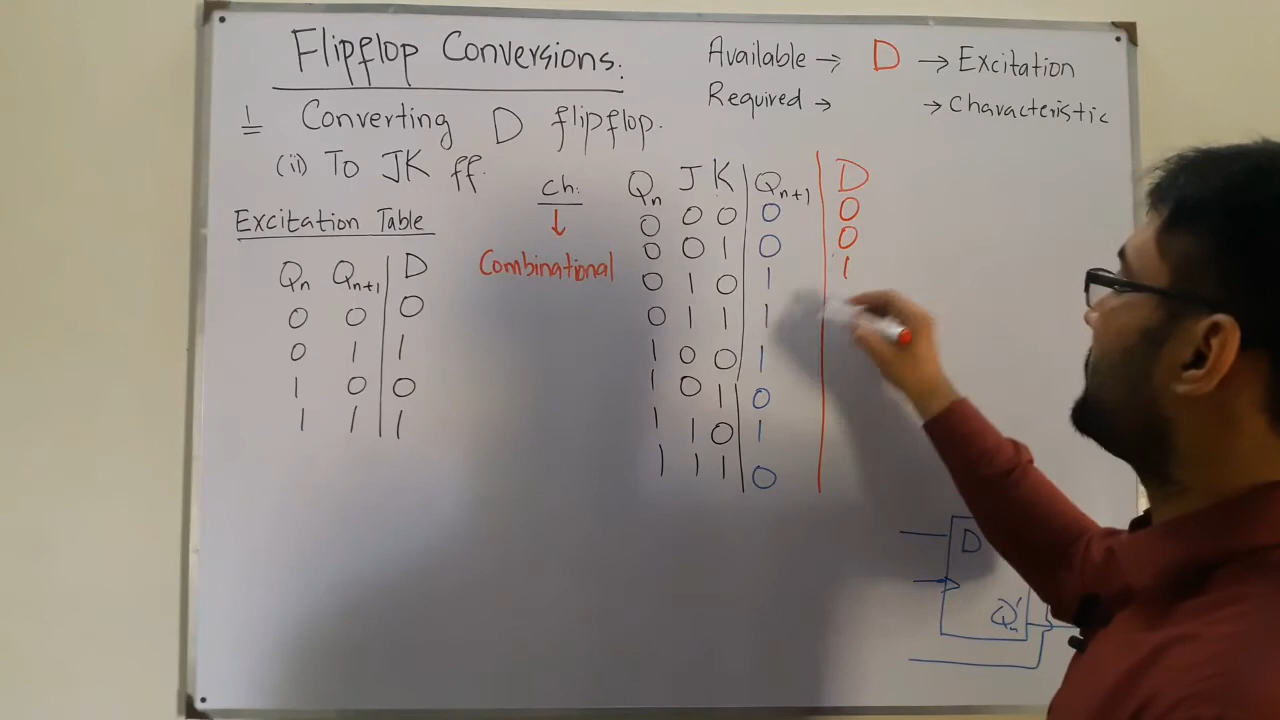 Flipflop Conversions:
Available → D → Excitation
Required → → Characteristic
1 Converting D flipflop.
(ii) To JK ff.
Excitation Table
Qn Qn+1 D
0 0 0
0 1 1
1 0 0
1 1 1
Ch.
↓
Combinational
Qn J K Qn+1 D
0 0 0 0 0
0 0 1 0 0
0 1 0 1 1
0 1 1 1
1 0 0 1
1 0 1 0
1 1 0 1
1 1 1 0
D
Qn'